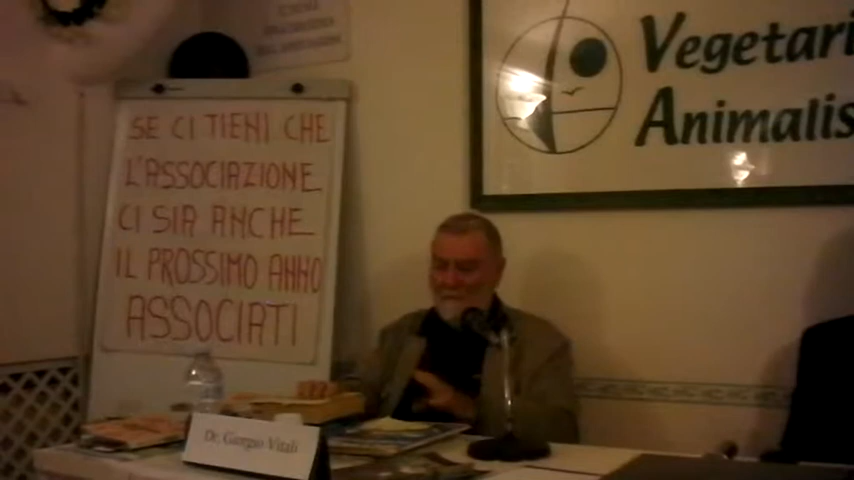 SE CI TIENI CHE
L'ASSOCIAZIONE
CI SIA ANCHE
IL PROSSIMO ANNO
ASSOCIATI
Vegetari
Animalis
Dr. Giorgio Vitali